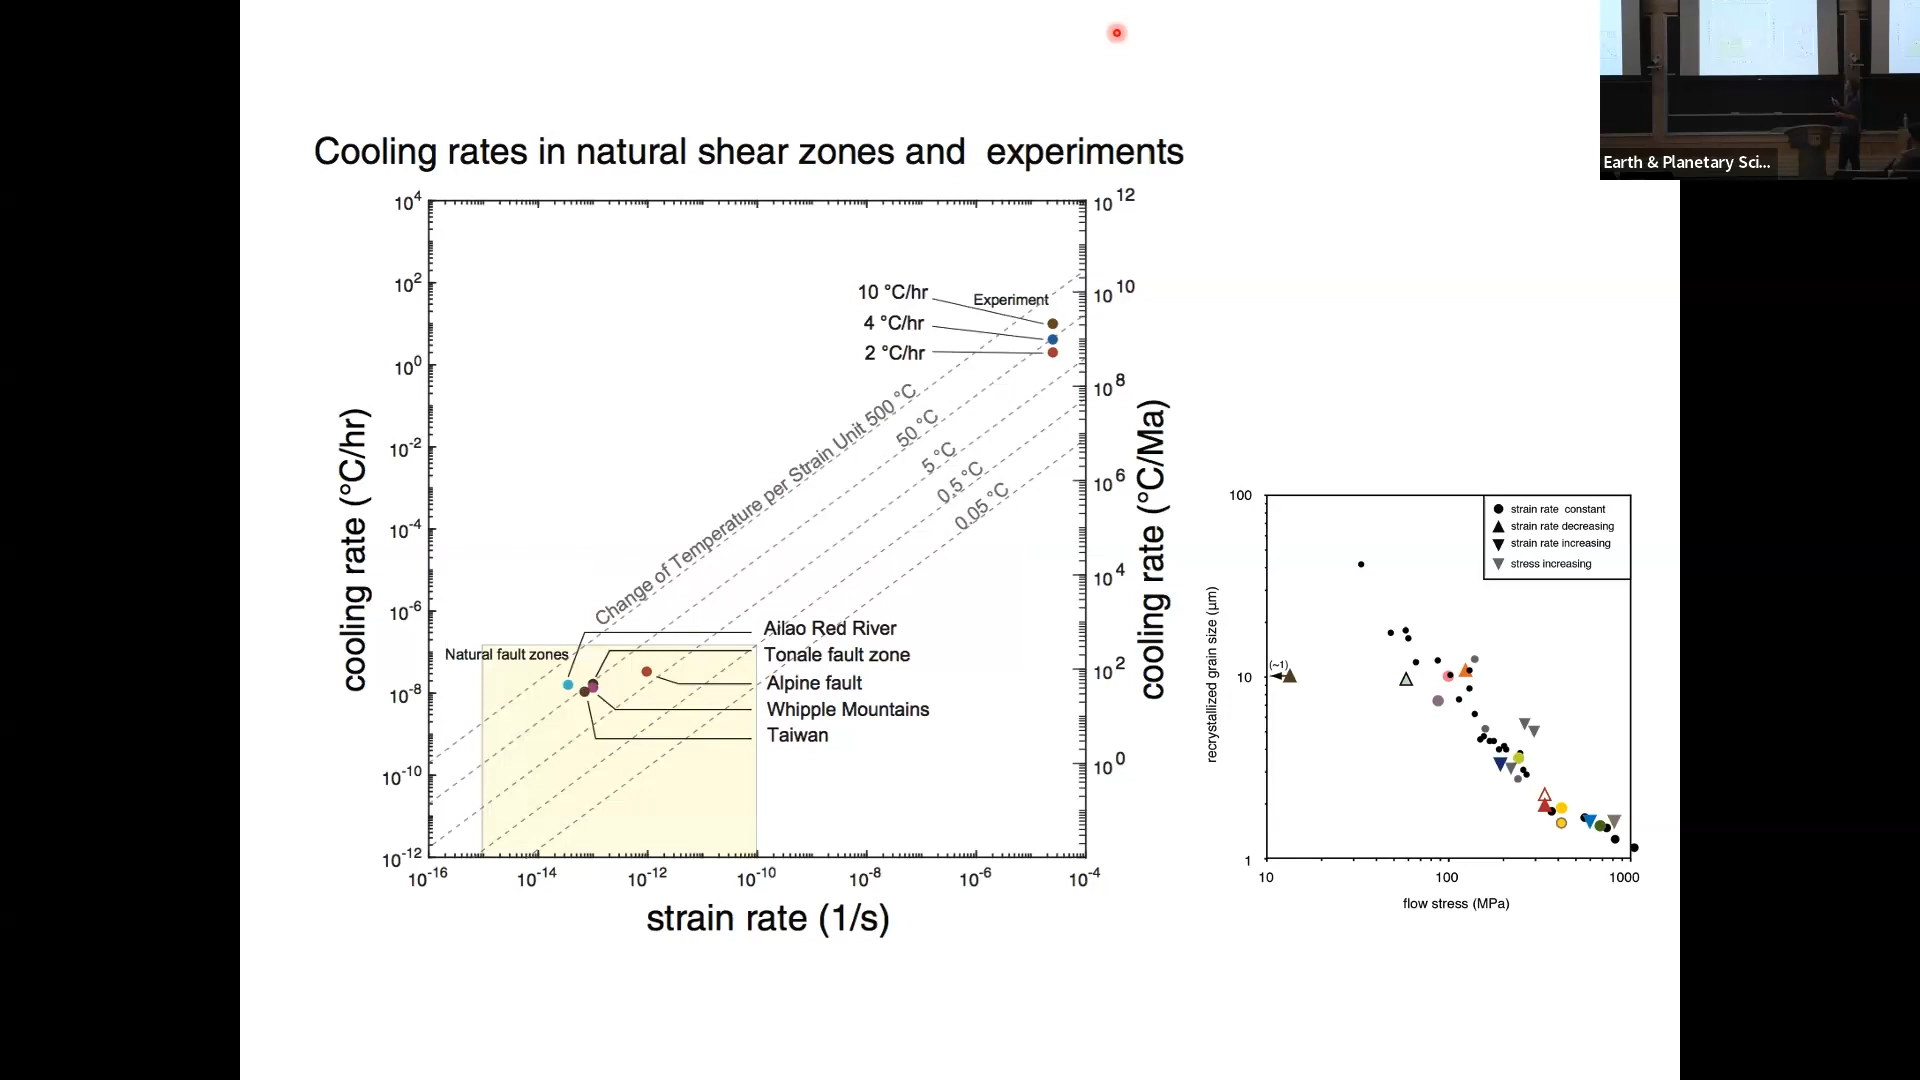 Earth & Planetary Sci...
Cooling rates in natural shear zones and experiments
cooling rate (°C/hr)
10^4
10^2
10^0
10^-2
10^-4
10^-6
10^-8
10^-10
10^-12
10 °C/hr
4 °C/hr
2 °C/hr
Experiment
Change of Temperature per Strain Unit 500 °C
50 °C
5 °C
0.5 °C
0.05 °C
Natural fault zones
Ailao Red River
Tonale fault zone
Alpine fault
Whipple Mountains
Taiwan
10^12
10^10
10^8
10^6
10^4
10^2
10^0
cooling rate (°C/Ma)
10^-16
10^-14
10^-12
10^-10
10^-8
10^-6
10^-4
strain rate (1/s)
recrystallized grain size (µm)
100
10
1
strain rate constant
strain rate decreasing
strain rate increasing
stress increasing
(~1)
10
100
1000
flow stress (MPa)